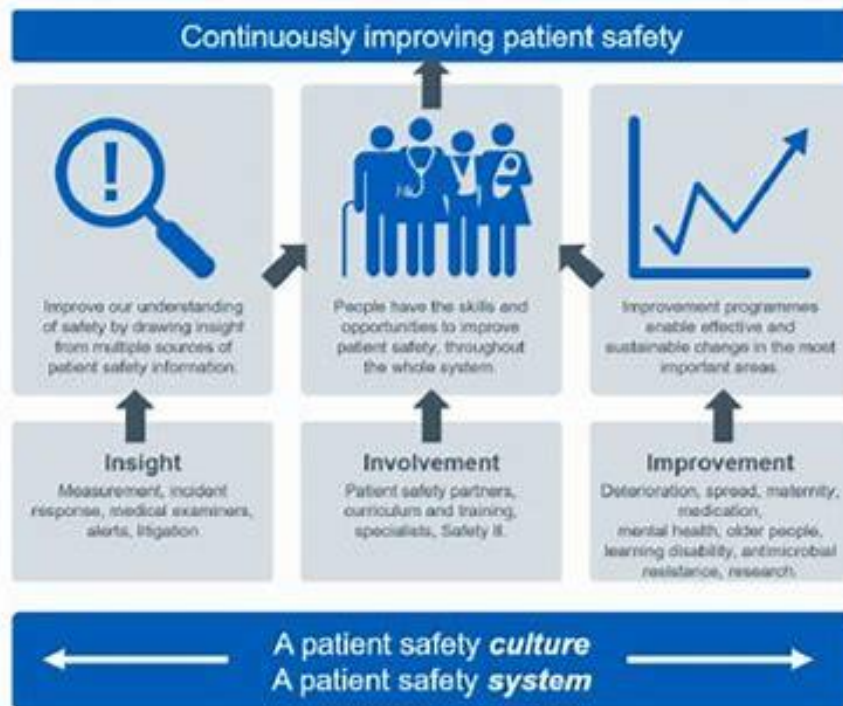 Continuously improving patient safety
!
Improve our understanding
of safety by drawing insight
from multiple sources of
patient safety information.
People have the skills and
opportunities to improve
patient safety, throughout
the whole system.
Improvement programmes
enable effective and
sustainable change in the most
important areas.
Insight
Measurement, incident
response, medical examiners,
alerts, litigation
Involvement
Patient safety partners,
curriculum and training,
specialists, Safety II.
Improvement
Deterioration, spread, maternity,
medication,
mental health, older people,
learning disability, antimicrobial
resistance, research.
A patient safety culture
A patient safety system